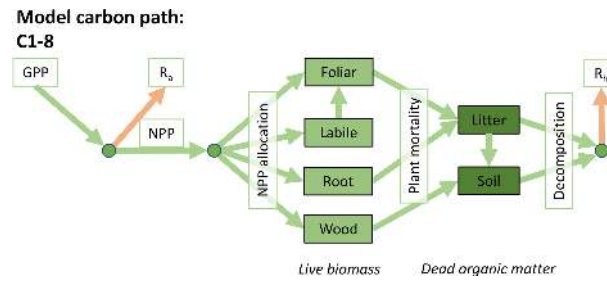 Model carbon path:
C1-8
GPP
Ra
NPP
NPP allocation
Foliar
Labile
Root
Wood
Plant mortality
Litter
Soil
Decomposition
Live biomass
Dead organic matter